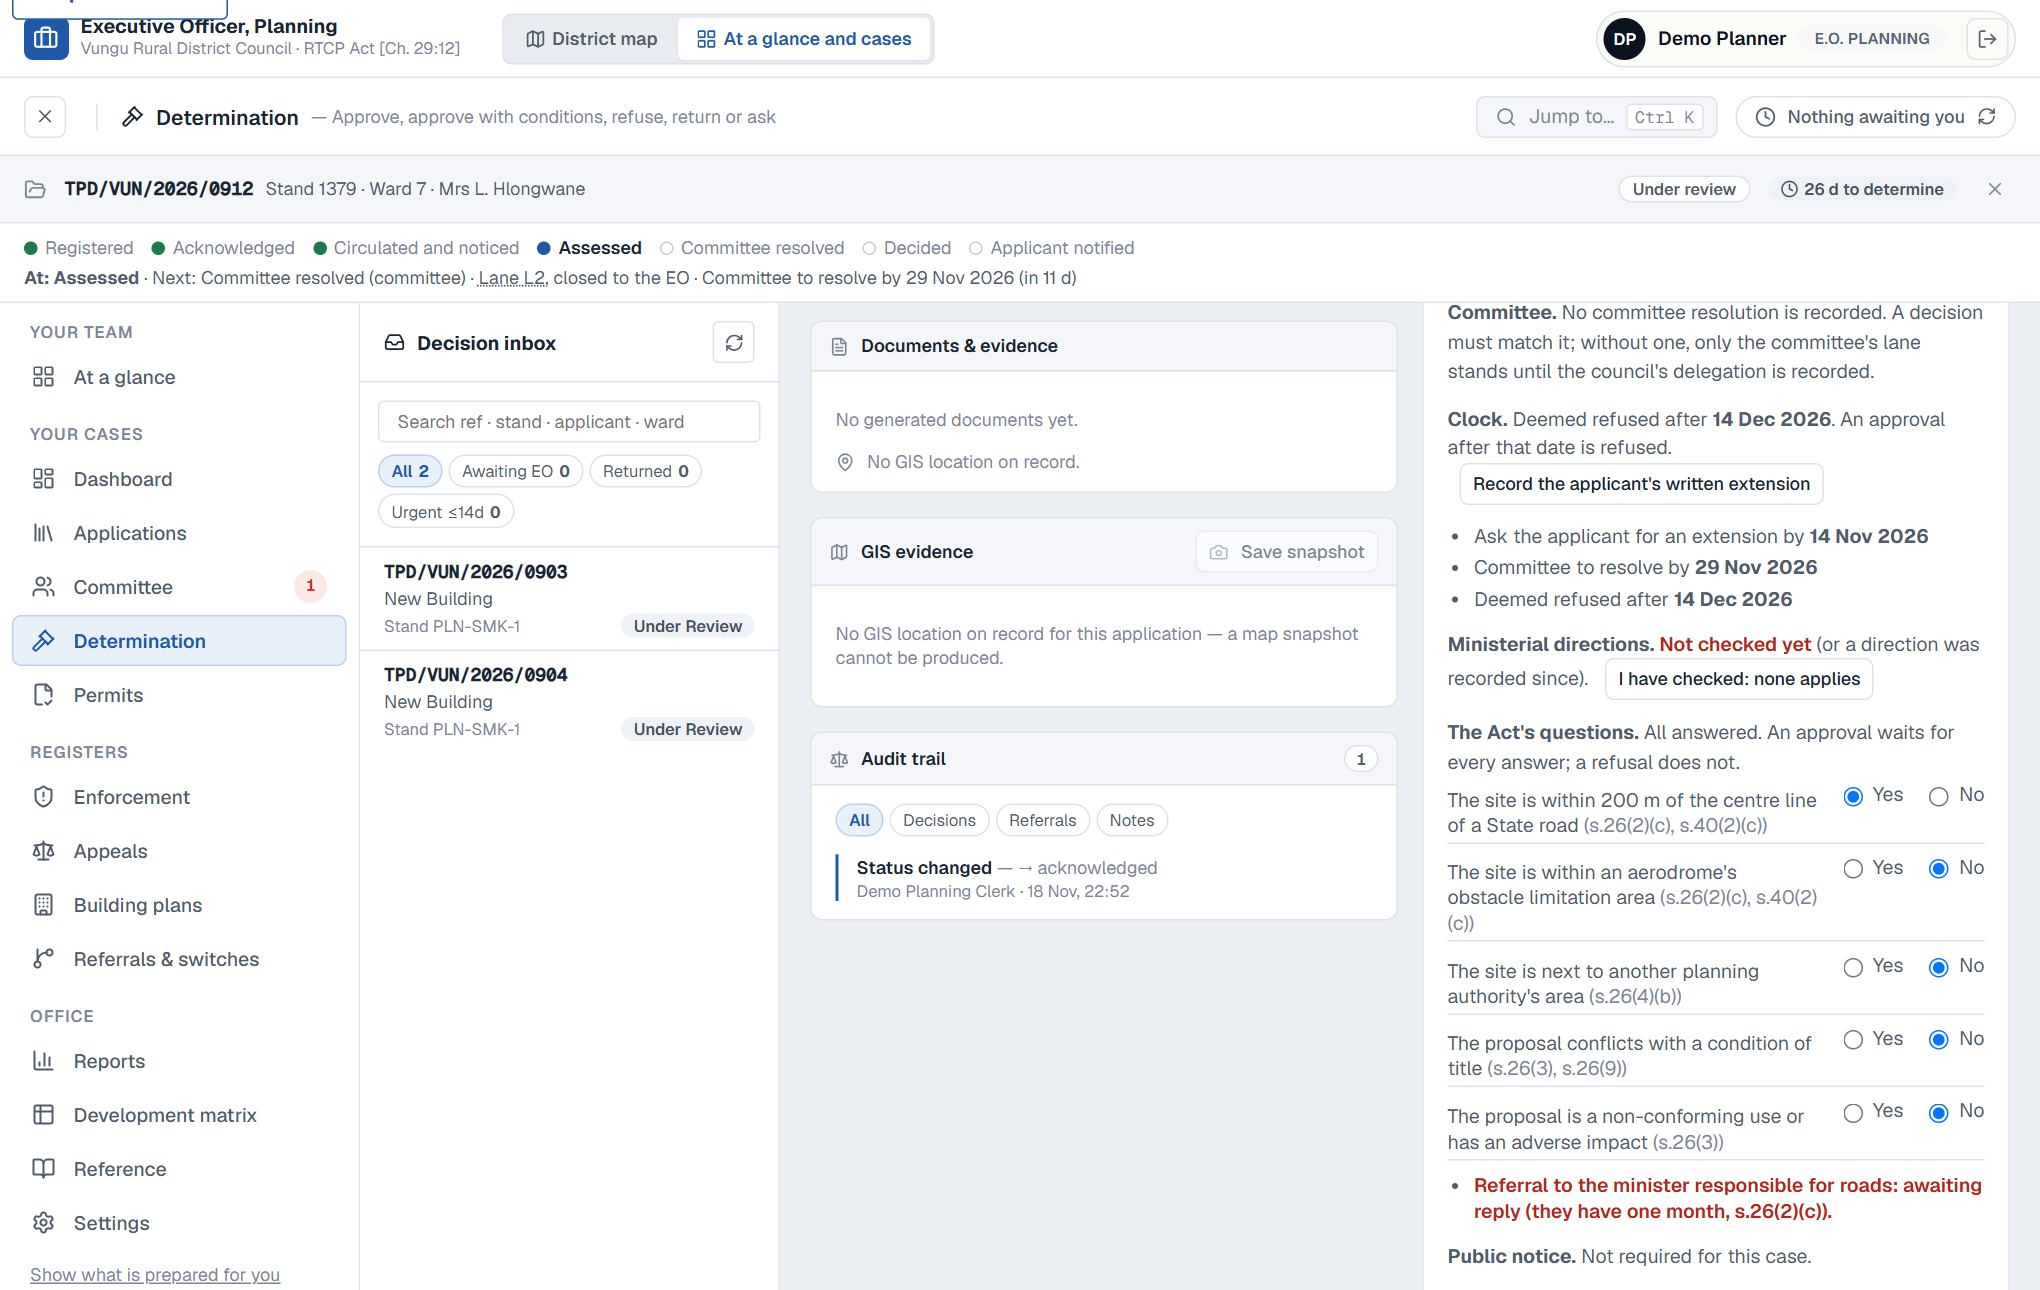 Executive Officer, Planning
Vungu Rural District Council · RTCP Act [Ch. 29:12]
District map
At a glance and cases
DP
Demo Planner
E.O. PLANNING
Determination
— Approve, approve with conditions, refuse, return or ask
Jump to...
Ctrl K
Nothing awaiting you
TPD/VUN/2026/0912
Stand 1379 · Ward 7 · Mrs L. Hlongwane
Under review
26 d to determine
Registered
Acknowledged
Circulated and noticed
Assessed
Committee resolved
Decided
Applicant notified
At: Assessed · Next: Committee resolved (committee) · Lane L2, closed to the EO · Committee to resolve by 29 Nov 2026 (in 11 d)
YOUR TEAM
At a glance
YOUR CASES
Dashboard
Applications
Committee
1
Determination
Permits
REGISTERS
Enforcement
Appeals
Building plans
Referrals & switches
OFFICE
Reports
Development matrix
Reference
Settings
Show what is prepared for you
Decision inbox
Search ref · stand · applicant · ward
All 2
Awaiting EO 0
Returned 0
Urgent ≤14d 0
TPD/VUN/2026/0903
New Building
Stand PLN-SMK-1
Under Review
TPD/VUN/2026/0904
New Building
Stand PLN-SMK-1
Under Review
Documents & evidence
No generated documents yet.
No GIS location on record.
GIS evidence
Save snapshot
No GIS location on record for this application — a map snapshot
cannot be produced.
Audit trail
1
All
Decisions
Referrals
Notes
Status changed — → acknowledged
Demo Planning Clerk · 18 Nov, 22:52
Committee. No committee resolution is recorded. A decision
must match it; without one, only the committee's lane
stands until the council's delegation is recorded.
Clock. Deemed refused after 14 Dec 2026. An approval
after that date is refused.
Record the applicant's written extension
• Ask the applicant for an extension by 14 Nov 2026
• Committee to resolve by 29 Nov 2026
• Deemed refused after 14 Dec 2026
Ministerial directions. Not checked yet (or a direction was
recorded since).
I have checked: none applies
The Act's questions. All answered. An approval waits for
every answer; a refusal does not.
The site is within 200 m of the centre line
of a State road (s.26(2)(c), s.40(2)(c))
Yes
No
The site is within an aerodrome's
obstacle limitation area (s.26(2)(c), s.40(2)
(c))
Yes
No
The site is next to another planning
authority's area (s.26(4)(b))
Yes
No
The proposal conflicts with a condition of
title (s.26(3), s.26(9))
Yes
No
The proposal is a non-conforming use or
has an adverse impact (s.26(3))
Yes
No
• Referral to the minister responsible for roads: awaiting
reply (they have one month, s.26(2)(c)).
Public notice. Not required for this case.